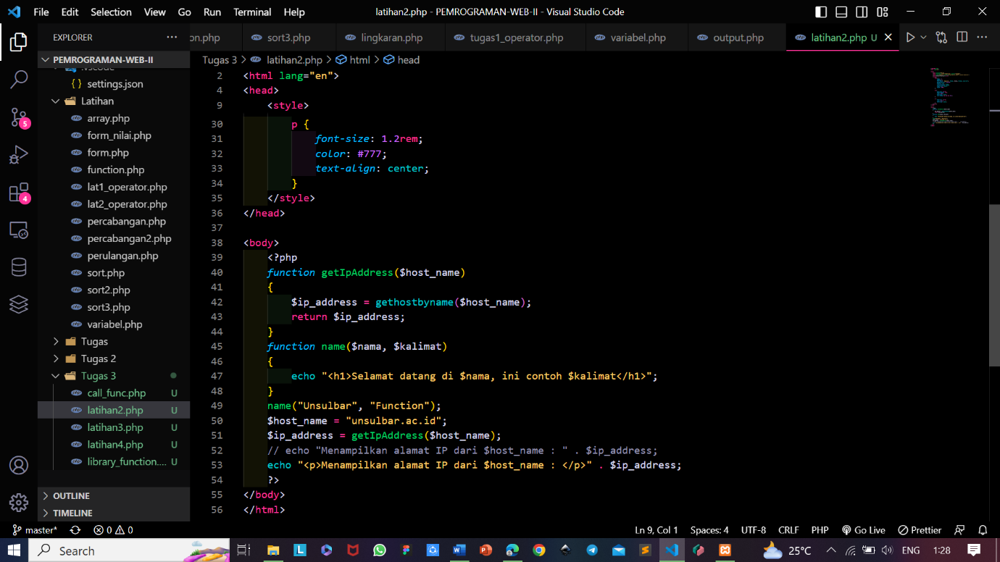 File Edit Selection View Go Run Terminal Help
latihan2.php - PEMROGRAMAN-WEB-II - Visual Studio Code
EXPLORER
on.php sort3.php lingkaran.php tugas1_operator.php variabel.php output.php latihan2.php U
PEMROGRAMAN-WEB-II
.vscode
{ } settings.json
Latihan
array.php
form_nilai.php
form.php
function.php
lat1_operator.php
lat2_operator.php
percabangan.php
percabangan2.php
perulangan.php
sort.php
sort2.php
sort3.php
variabel.php
Tugas
Tugas 2
Tugas 3
call_func.php U
latihan2.php U
latihan3.php U
latihan4.php U
library_function.... U
OUTLINE
TIMELINE
5
4
Tugas 3 > latihan2.php > html > head
2 <html lang="en">
4 <head>
9 <style>
30 p {
31 font-size: 1.2rem;
32 color: #777;
33 text-align: center;
34 }
35 </style>
36 </head>
37
38 <body>
39 <?php
40 function getIpAddress($host_name)
41 {
42 $ip_address = gethostbyname($host_name);
43 return $ip_address;
44 }
45 function name($nama, $kalimat)
46 {
47 echo "<h1>Selamat datang di $nama, ini contoh $kalimat</h1>";
48 }
49 name("Unsulbar", "Function");
50 $host_name = "unsulbar.ac.id";
51 $ip_address = getIpAddress($host_name);
52 // echo "Menampilkan alamat IP dari $host_name : " . $ip_address;
53 echo "<p>Menampilkan alamat IP dari $host_name : </p>" . $ip_address;
54 ?>
55 </body>
56 </html>
master* 0 0 Ln 9, Col 1 Spaces: 4 UTF-8 CRLF PHP Go Live Prettier
Search 25°C ENG 1:28